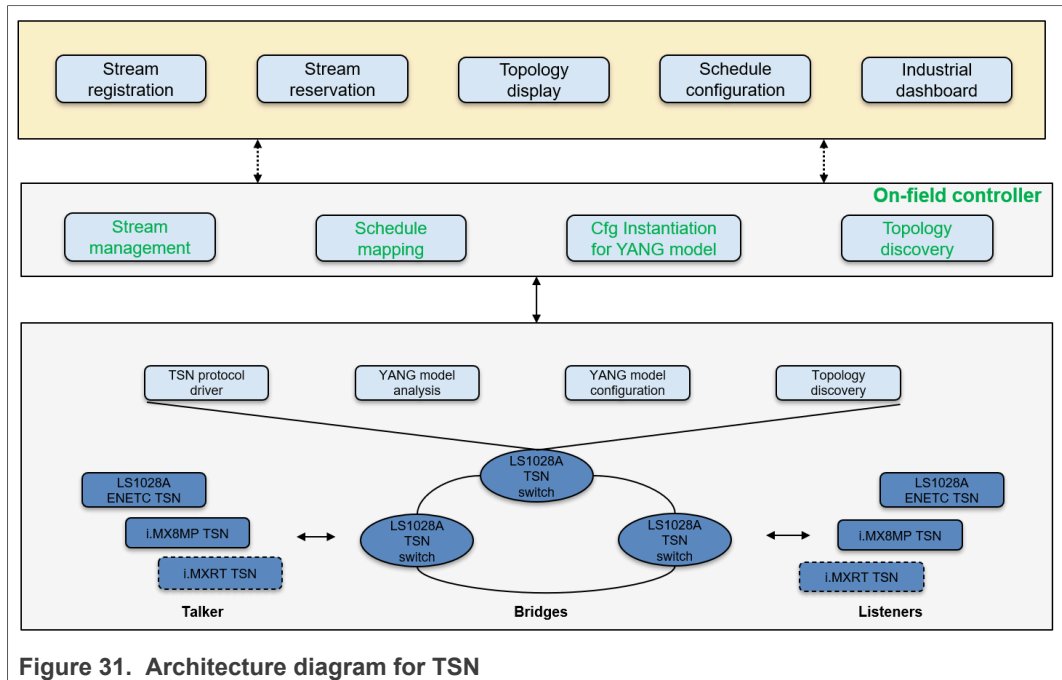 Stream
registration
Stream
reservation
Topology
display
Schedule
configuration
Industrial
dashboard
On-field controller
Stream
management
Schedule
mapping
Cfg Instantiation
for YANG model
Topology
discovery
TSN protocol
driver
YANG model
analysis
YANG model
configuration
Topology
discovery
LS1028A
TSN
switch
LS1028A
ENETC TSN
i.MX8MP TSN
i.MXRT TSN
LS1028A
TSN
switch
LS1028A
TSN
switch
LS1028A
ENETC TSN
i.MX8MP TSN
i.MXRT TSN
Talker
Bridges
Listeners
Figure 31. Architecture diagram for TSN